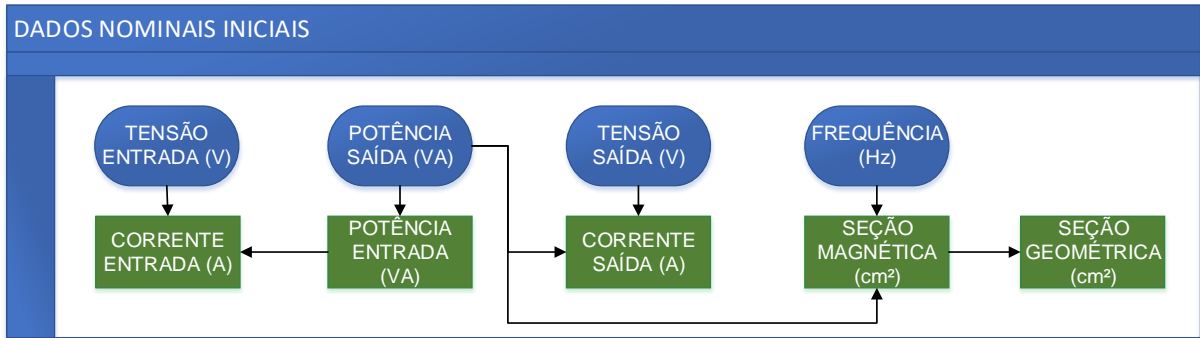 DADOS NOMINAIS INICIAIS
TENSÃO
ENTRADA (V)
POTÊNCIA
SAÍDA (VA)
TENSÃO
SAÍDA (V)
FREQUÊNCIA
(Hz)
CORRENTE
ENTRADA (A)
POTÊNCIA
ENTRADA
(VA)
CORRENTE
SAÍDA (A)
SEÇÃO
MAGNÉTICA
(cm²)
SEÇÃO
GEOMÉTRICA
(cm²)